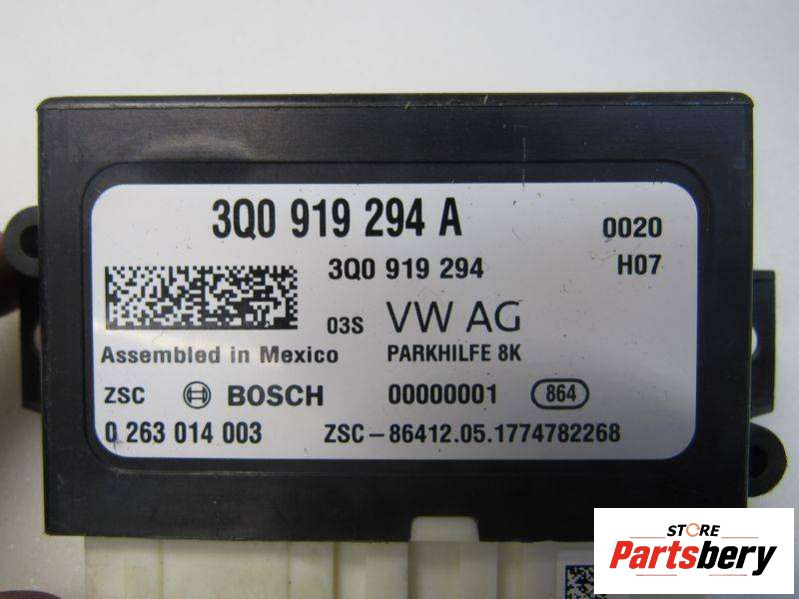 3Q0 919 294 A
0020
3Q0 919 294
H07
03S VW AG
Assembled in Mexico
PARKHILFE 8K
ZSC BOSCH 00000001 864
0 263 014 003
ZSC-86412.05.1774782268
STORE
Partsbery